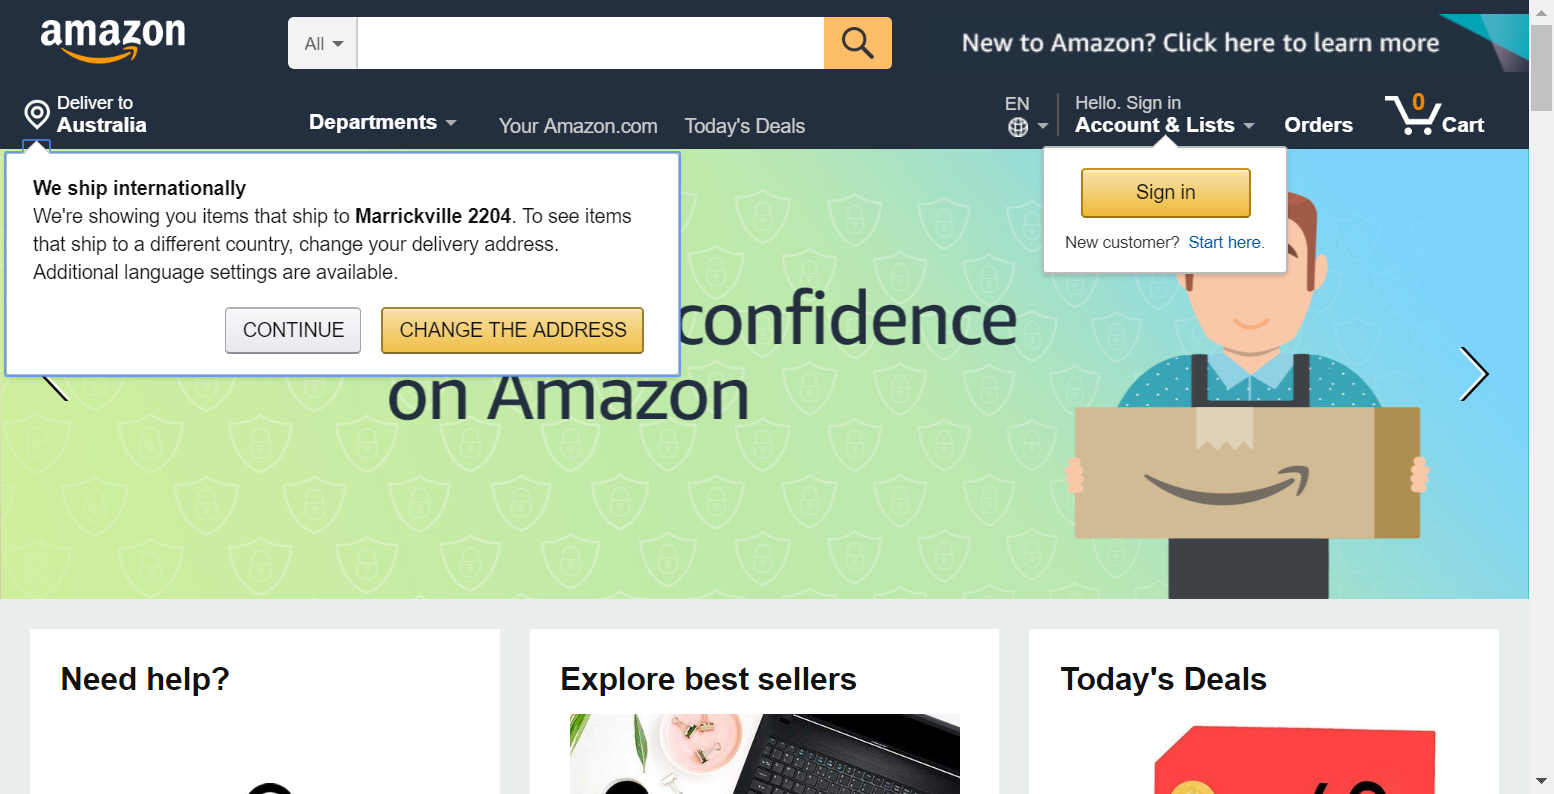 amazon
All
New to Amazon? Click here to learn more
Deliver to
Australia
Departments
Your Amazon.com
Today's Deals
EN
Hello. Sign in
Account & Lists
Orders
0
Cart
We ship internationally
We're showing you items that ship to Marrickville 2204. To see items
that ship to a different country, change your delivery address.
Additional language settings are available.
CONTINUE
CHANGE THE ADDRESS
Sign in
New customer? Start here.
confidence
on Amazon
Need help?
Explore best sellers
Today's Deals